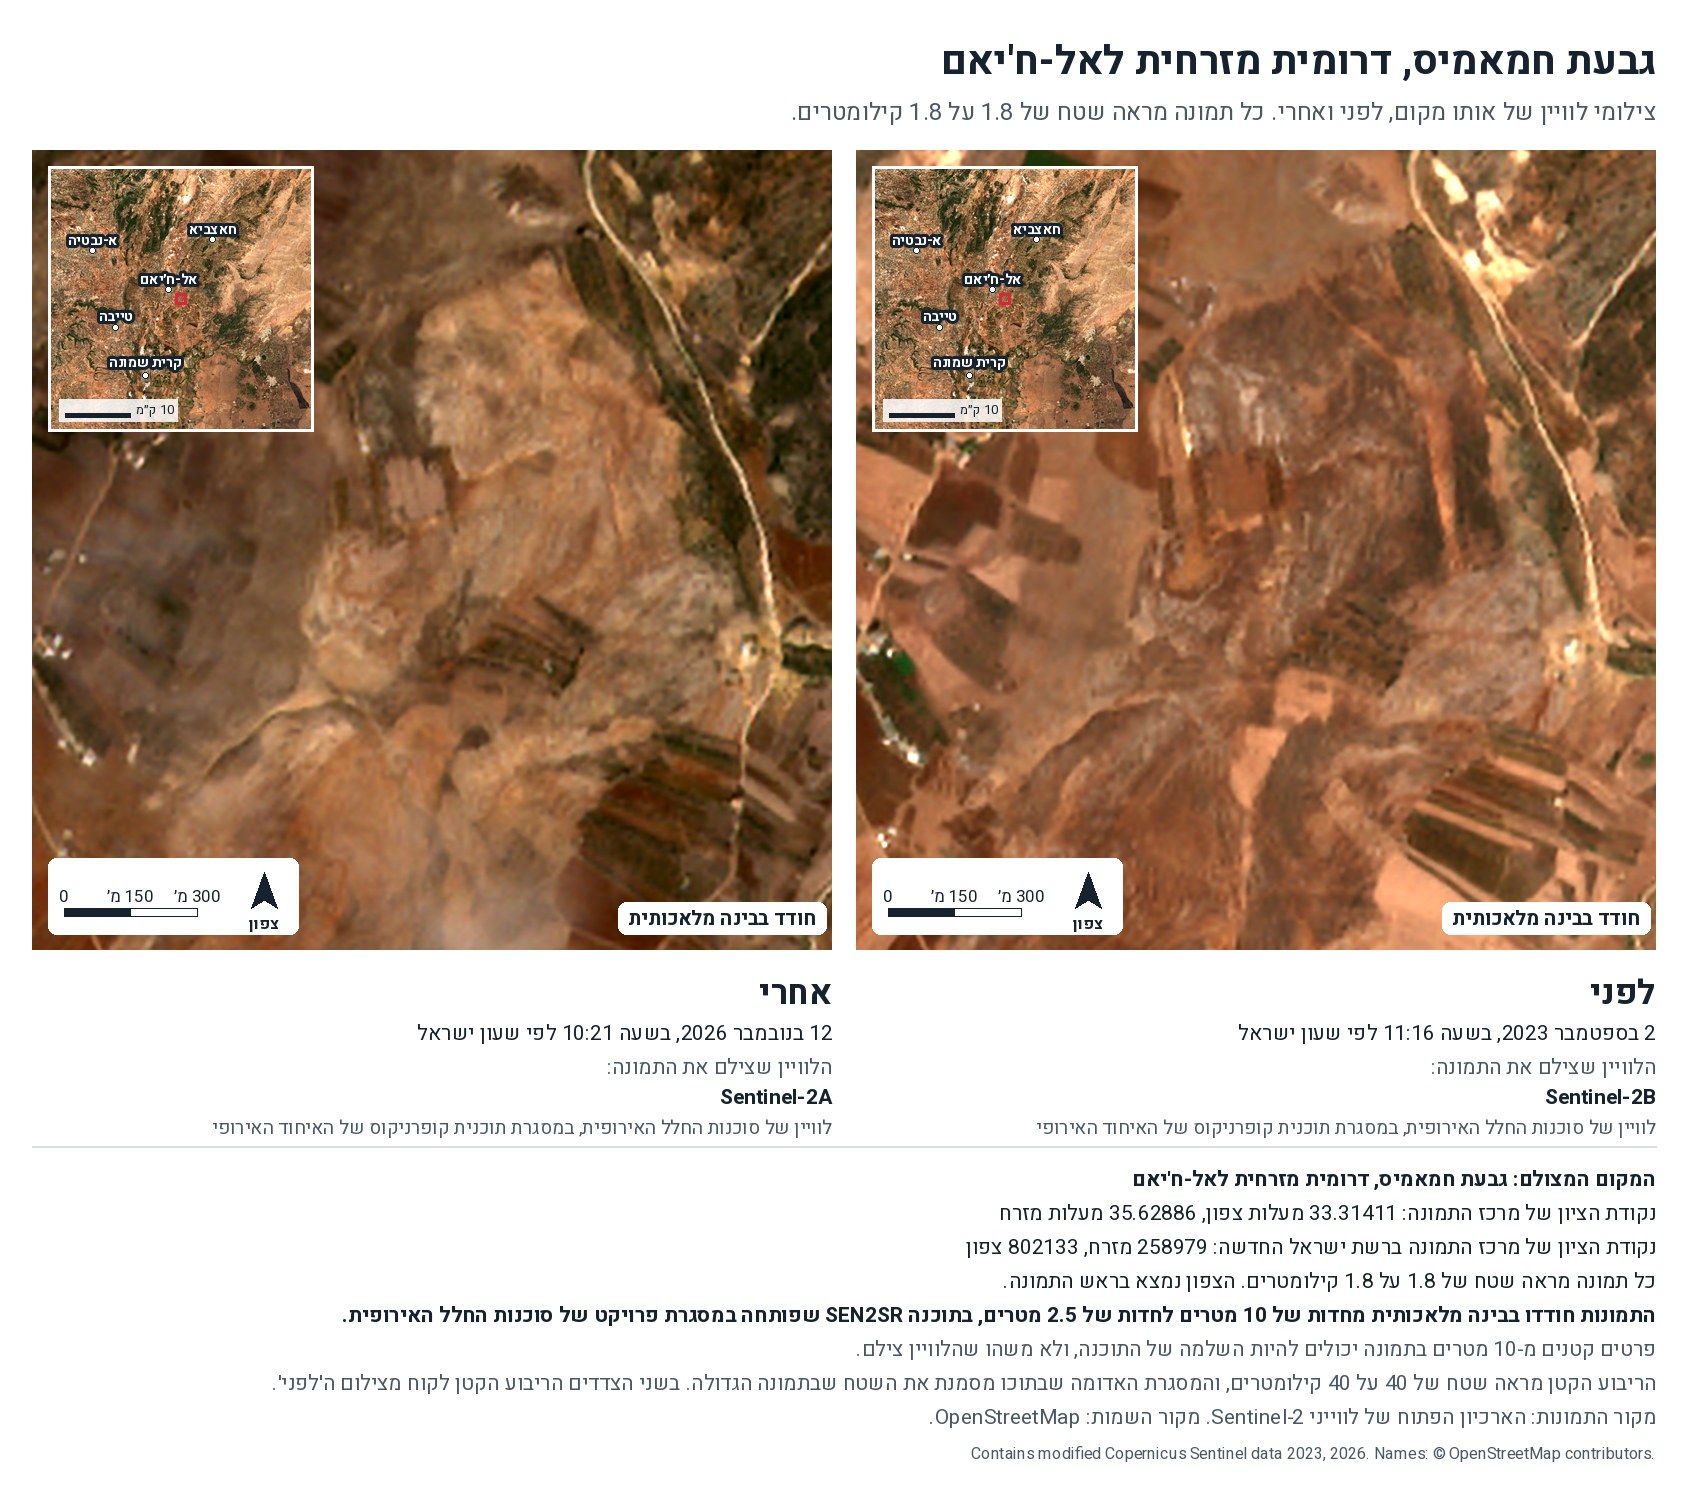 גבעת חמאמיס, דרומית מזרחית לאל-ח'יאם
צילומי לוויין של אותו מקום, לפני ואחרי. כל תמונה מראה שטח של 1.8 על 1.8 קילומטרים.
חאצביא
א-נבטיה
אל-ח'יאם
טייבה
קרית שמונה
10 ק"מ
0 150 מ' 300 מ'
צפון
חודד בבינה מלאכותית
חאצביא
א-נבטיה
אל-ח'יאם
טייבה
קרית שמונה
10 ק"מ
0 150 מ' 300 מ'
צפון
חודד בבינה מלאכותית
לפני
2 בספטמבר 2023, בשעה 11:16 לפי שעון ישראל
הלוויין שצילם את התמונה:
Sentinel-2B
לוויין של סוכנות החלל האירופית, במסגרת תוכנית קופרניקוס של האיחוד האירופי
אחרי
12 בנובמבר 2026, בשעה 10:21 לפי שעון ישראל
הלוויין שצילם את התמונה:
Sentinel-2A
לוויין של סוכנות החלל האירופית, במסגרת תוכנית קופרניקוס של האיחוד האירופי
המקום המצולם: גבעת חמאמיס, דרומית מזרחית לאל-ח'יאם
נקודת הציון של מרכז התמונה: 33.31411 מעלות צפון, 35.62886 מעלות מזרח
נקודת הציון של מרכז התמונה ברשת ישראל החדשה: 258979 מזרח, 802133 צפון
כל תמונה מראה שטח של 1.8 על 1.8 קילומטרים. הצפון נמצא בראש התמונה.
התמונות חודדו בבינה מלאכותית מחדות של 10 מטרים לחדות של 2.5 מטרים, בתוכנה SEN2SR שפותחה במסגרת פרויקט של סוכנות החלל האירופית.
פרטים קטנים מ-10 מטרים בתמונה יכולים להיות השלמה של התוכנה, ולא משהו שהלוויין צילם.
הריבוע הקטן מראה שטח של 40 על 40 קילומטרים, והמסגרת האדומה שבתוכו מסמנת את השטח שבתמונה הגדולה. בשני הצדדים הריבוע הקטן לקוח מצילום ה'לפני'.
מקור התמונות: הארכיון הפתוח של לווייני Sentinel-2. מקור השמות: OpenStreetMap.
Contains modified Copernicus Sentinel data 2023, 2026. Names: © OpenStreetMap contributors.